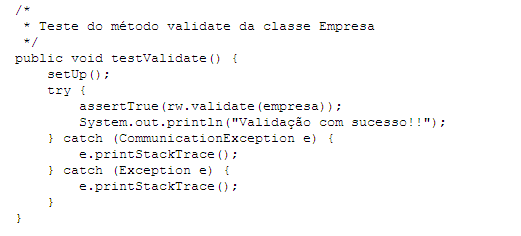 /*
 * Teste do método validate da classe Empresa
 */
public void testValidate() {
    setUp();
    try {
        assertTrue(rw.validate(empresa));
        System.out.println("Validação com sucesso!!");
    } catch (CommunicationException e) {
        e.printStackTrace();
    } catch (Exception e) {
        e.printStackTrace();
    }
}